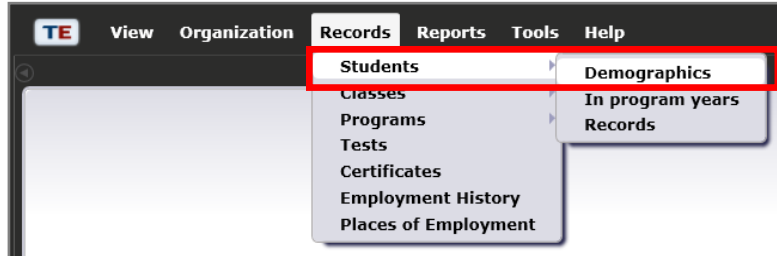 TE View Organization Records Reports Tools Help
Students Demographics
Classes In program years
Programs Records
Tests
Certificates
Employment History
Places of Employment